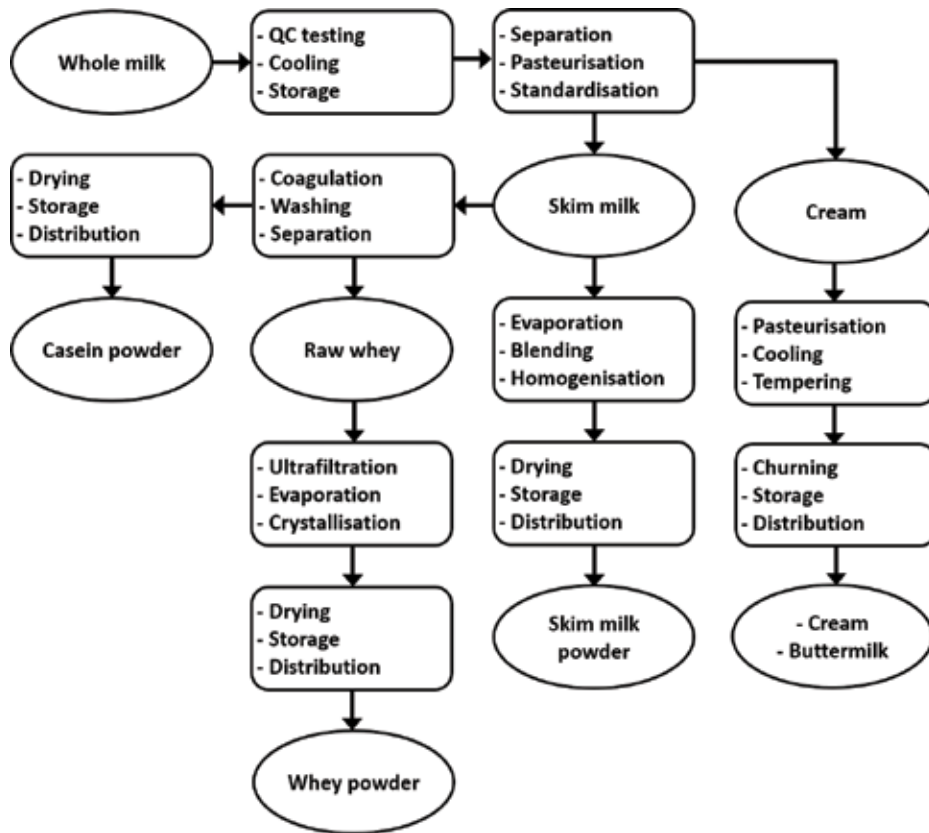 Whole milk
- QC testing
- Cooling
- Storage
- Separation
- Pasteurisation
- Standardisation
- Drying
- Storage
- Distribution
- Coagulation
- Washing
- Separation
Skim milk
Cream
Casein powder
Raw whey
- Evaporation
- Blending
- Homogenisation
- Pasteurisation
- Cooling
- Tempering
- Ultrafiltration
- Evaporation
- Crystallisation
- Drying
- Storage
- Distribution
- Churning
- Storage
- Distribution
- Drying
- Storage
- Distribution
Skim milk
powder
- Cream
- Buttermilk
Whey powder